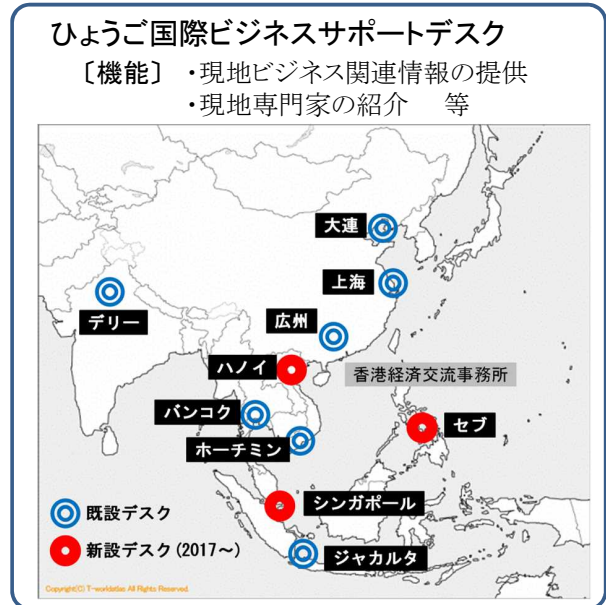 ひょうご国際ビジネスサポートデスク
〔機能〕 ・現地ビジネス関連情報の提供
・現地専門家の紹介 等
大連
上海
デリー
広州
ハノイ
香港経済交流事務所
バンコク
セブ
ホーチミン
シンガポール
既設デスク
新設デスク(2017～)
ジャカルタ
Copyright(C) T-worldatlas All Rights Reserved.